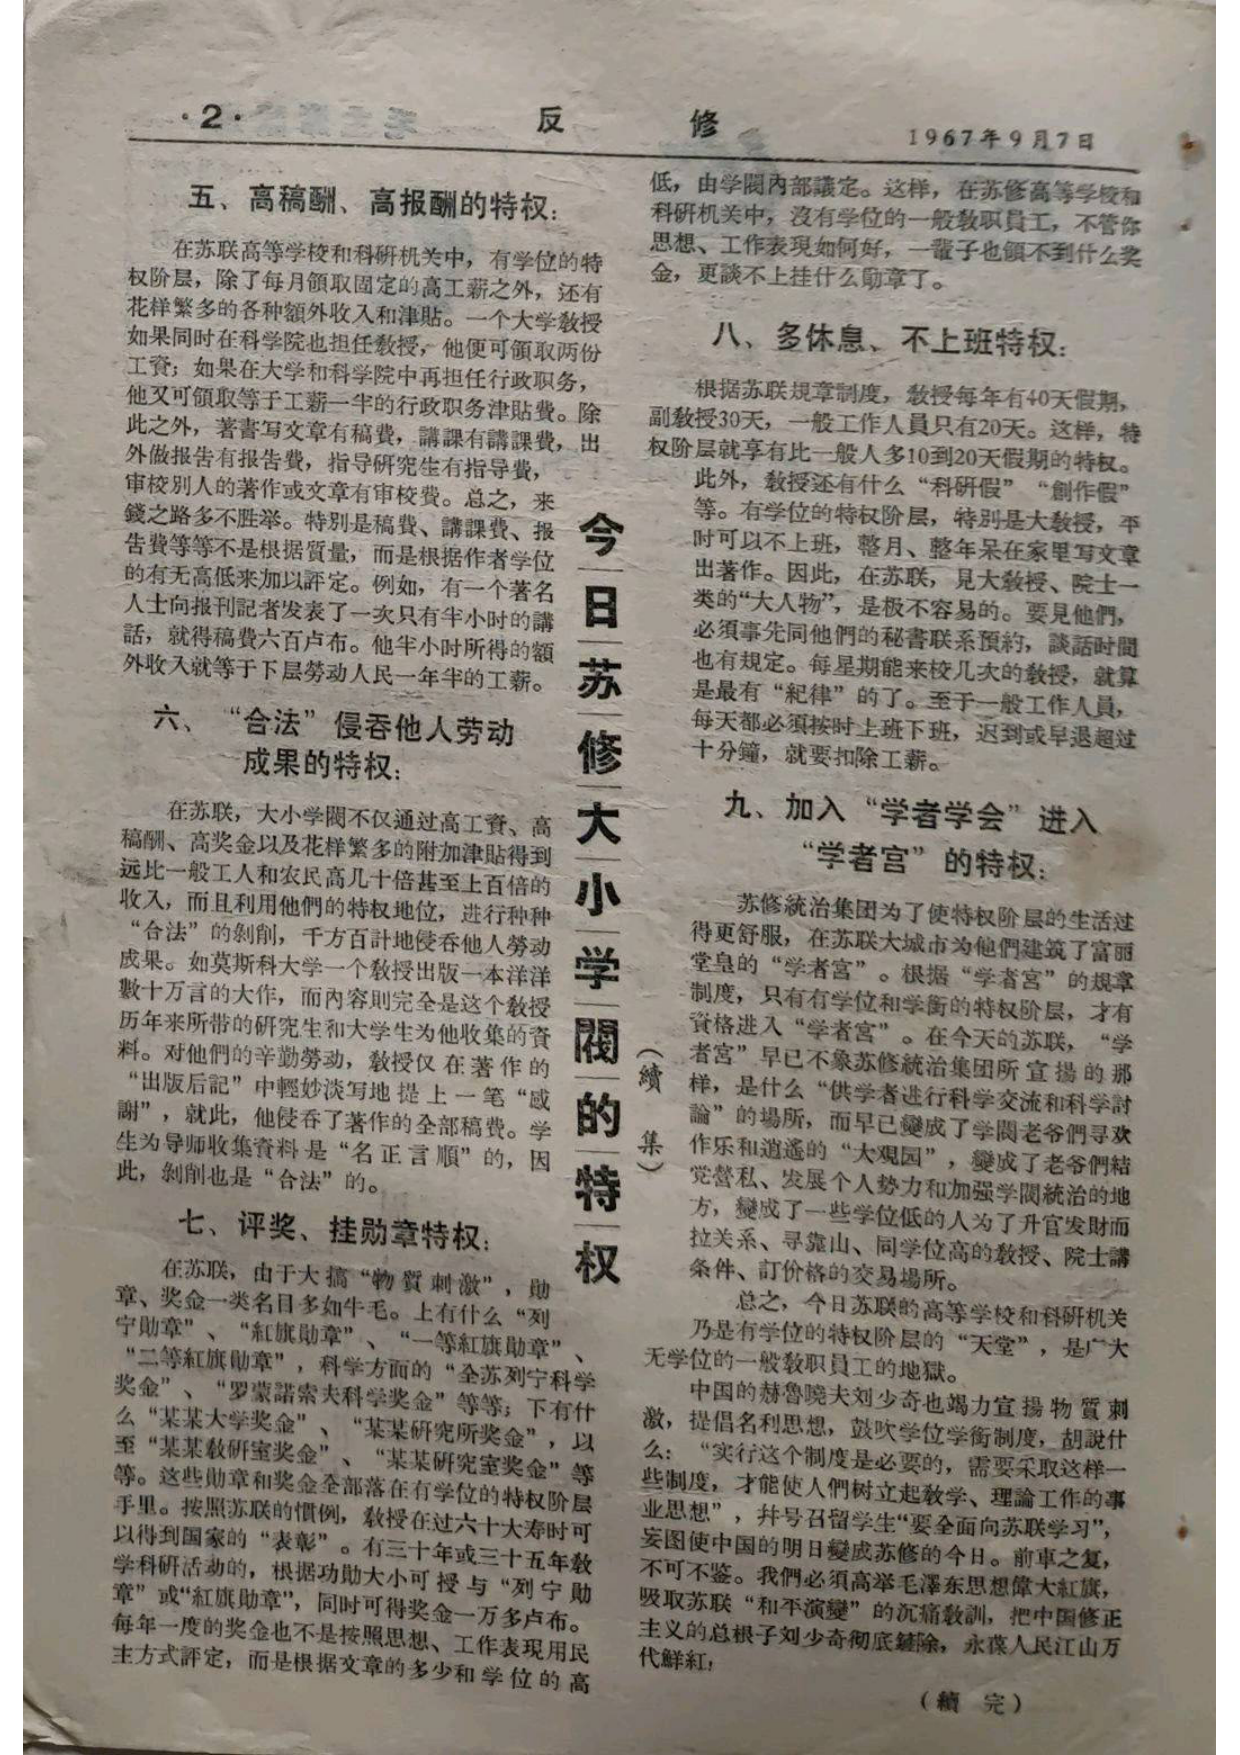 ·2·
反 修
1967年9月7日
五、高稿酬、高报酬的特权：
在苏联高等学校和科研机关中，有学位的特
权阶层，除了每月領取固定的高工薪之外，还有
花样繁多的各种額外收入和津貼。一个大学敎授
如果同时在科学院也担任敎授，他便可領取两份
工資；如果在大学和科学院中再担任行政职务，
他又可領取等于工薪一半的行政职务津貼費。除
此之外，著書写文章有稿費，講課有講課費，出
外做报告有报告費，指导研究生有指导費，
审校別人的著作或文章有审校費。总之，来
錢之路多不胜举。特別是稿費、講課費、报
告費等等不是根据質量，而是根据作者学位
的有无高低来加以評定。例如，有一个著名
人士向报刊記者发表了一次只有半小时的講
話，就得稿費六百卢布。他半小时所得的額
外收入就等于下层勞动人民一年半的工薪。
六、“合法”侵吞他人劳动
成果的特权：
在苏联，大小学閥不仅通过高工資、高
稿酬、高奖金以及花样繁多的附加津貼得到
远比一般工人和农民高几十倍甚至上百倍的
收入，而且利用他們的特权地位，进行种种
“合法”的剝削，千方百計地侵吞他人勞动
成果。如莫斯科大学一个敎授出版一本洋洋
數十万言的大作，而內容則完全是这个敎授
历年来所带的研究生和大学生为他收集的資
料。对他們的辛勤勞动，敎授仅在著作的
“出版后記”中輕妙淡写地提上一笔“感
謝”，就此，他侵吞了著作的全部稿费。学
生为导师收集資料是“名正言順”的，因
此，剝削也是“合法”的。
七、评奖、挂勋章特权：
在苏联，由于大搞“物質刺激”，勛
章、奖金一类名目多如牛毛。上有什么“列
宁勛章”、“紅旗勛章”、“一等紅旗勛章”、
“二等紅旗勛章”，科学方面的“全苏列宁科学
奖金”、“罗蒙諾索夫科学奖金”等等；下有什
么“某某大学奖金”、“某某研究所奖金”，以
至“某某敎研室奖金”、“某某研究室奖金”等
等。这些勛章和奖金全部落在有学位的特权阶层
手里。按照苏联的慣例，敎授在过六十大寿时可
以得到国家的“表彰”。有三十年或三十五年敎
学科研活动的，根据功勛大小可授与“列宁勛
章”或“紅旗勛章”，同时可得奖金一万多卢布。
每年一度的奖金也不是按照思想、工作表現用民
主方式評定，而是根据文章的多少和学位的高
今日苏修大小学閥的特权
（續集）
低，由学閥內部議定。这样，在苏修高等学校和
科研机关中，沒有学位的一般敎职員工，不管你
思想、工作表現如何好，一輩子也領不到什么奖
金，更談不上挂什么勛章了。
八、多休息、不上班特权：
根据苏联規章制度，敎授每年有40天假期，
副敎授30天，一般工作人員只有20天。这样，特
权阶层就享有比一般人多10到20天假期的特权。
此外，敎授还有什么“科研假”“創作假”
等。有学位的特权阶层，特別是大敎授，平
时可以不上班，整月、整年呆在家里写文章
出著作。因此，在苏联，見大敎授、院士一
类的“大人物”，是极不容易的。要見他們，
必須事先同他們的秘書联系預約，談話时間
也有規定。每星期能来校几次的敎授，就算
是最有“紀律”的了。至于一般工作人員，
每天都必須按时上班下班，迟到或早退超过
十分鐘，就要扣除工薪。
九、加入“学者学会”进入
“学者宫”的特权：
苏修統治集团为了使特权阶层的生活过
得更舒服，在苏联大城市为他們建筑了富丽
堂皇的“学者宮”。根据“学者宮”的規章
制度，只有有学位和学衡的特权阶层，才有
資格进入“学者宮”。在今天的苏联，“学
者宮”早已不象苏修統治集团所宣揚的那
样，是什么“供学者进行科学交流和科学討
論”的場所，而早已變成了学閥老爷們寻欢
作乐和逍遙的“大观园”，變成了老爷們結
党營私、发展个人勢力和加强学閥統治的地
方，變成了一些学位低的人为了升官发財而
拉关系、寻靠山、同学位高的敎授、院士講
条件、訂价格的交易場所。
总之，今日苏联的高等学校和科研机关
乃是有学位的特权阶层的“天堂”，是广大
无学位的一般敎职員工的地獄。
中国的赫魯曉夫刘少奇也竭力宣揚物質刺
激，提倡名利思想，鼓吹学位学銜制度，胡說什
么：“实行这个制度是必要的，需要采取这样一
些制度，才能使人們树立起敎学、理論工作的事
业思想”，幷号召留学生“要全面向苏联学习”，
妄图使中国的明日變成苏修的今日。前車之复，
不可不鉴。我們必須高举毛澤东思想偉大紅旗，
吸取苏联“和平演變”的沉痛敎訓，把中国修正
主义的总根子刘少奇彻底鏟除，永葆人民江山万
代鮮紅！
（續完）